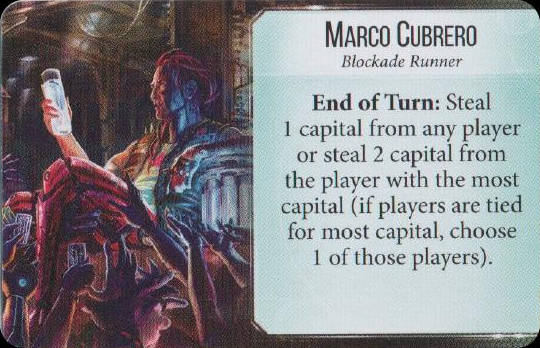 MARCO CUBRERO
Blockade Runner
End of Turn: Steal
1 capital from any player
or steal 2 capital from
the player with the most
capital (if players are tied
for most capital, choose
1 of those players).